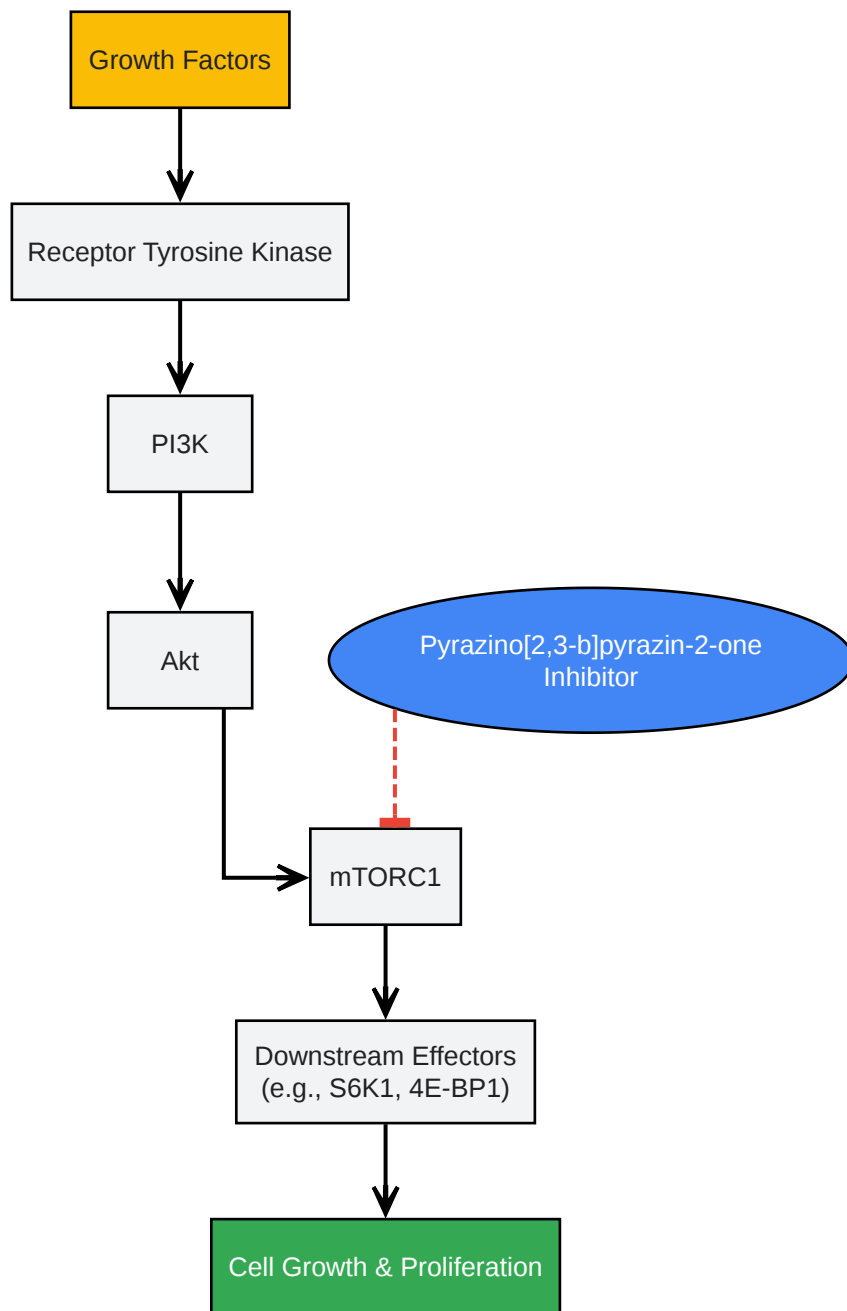 Growth Factors
Receptor Tyrosine Kinase
PI3K
Akt
Pyrazino[2,3-b]pyrazin-2-one
Inhibitor
mTORC1
Downstream Effectors
(e.g., S6K1, 4E-BP1)
Cell Growth & Proliferation